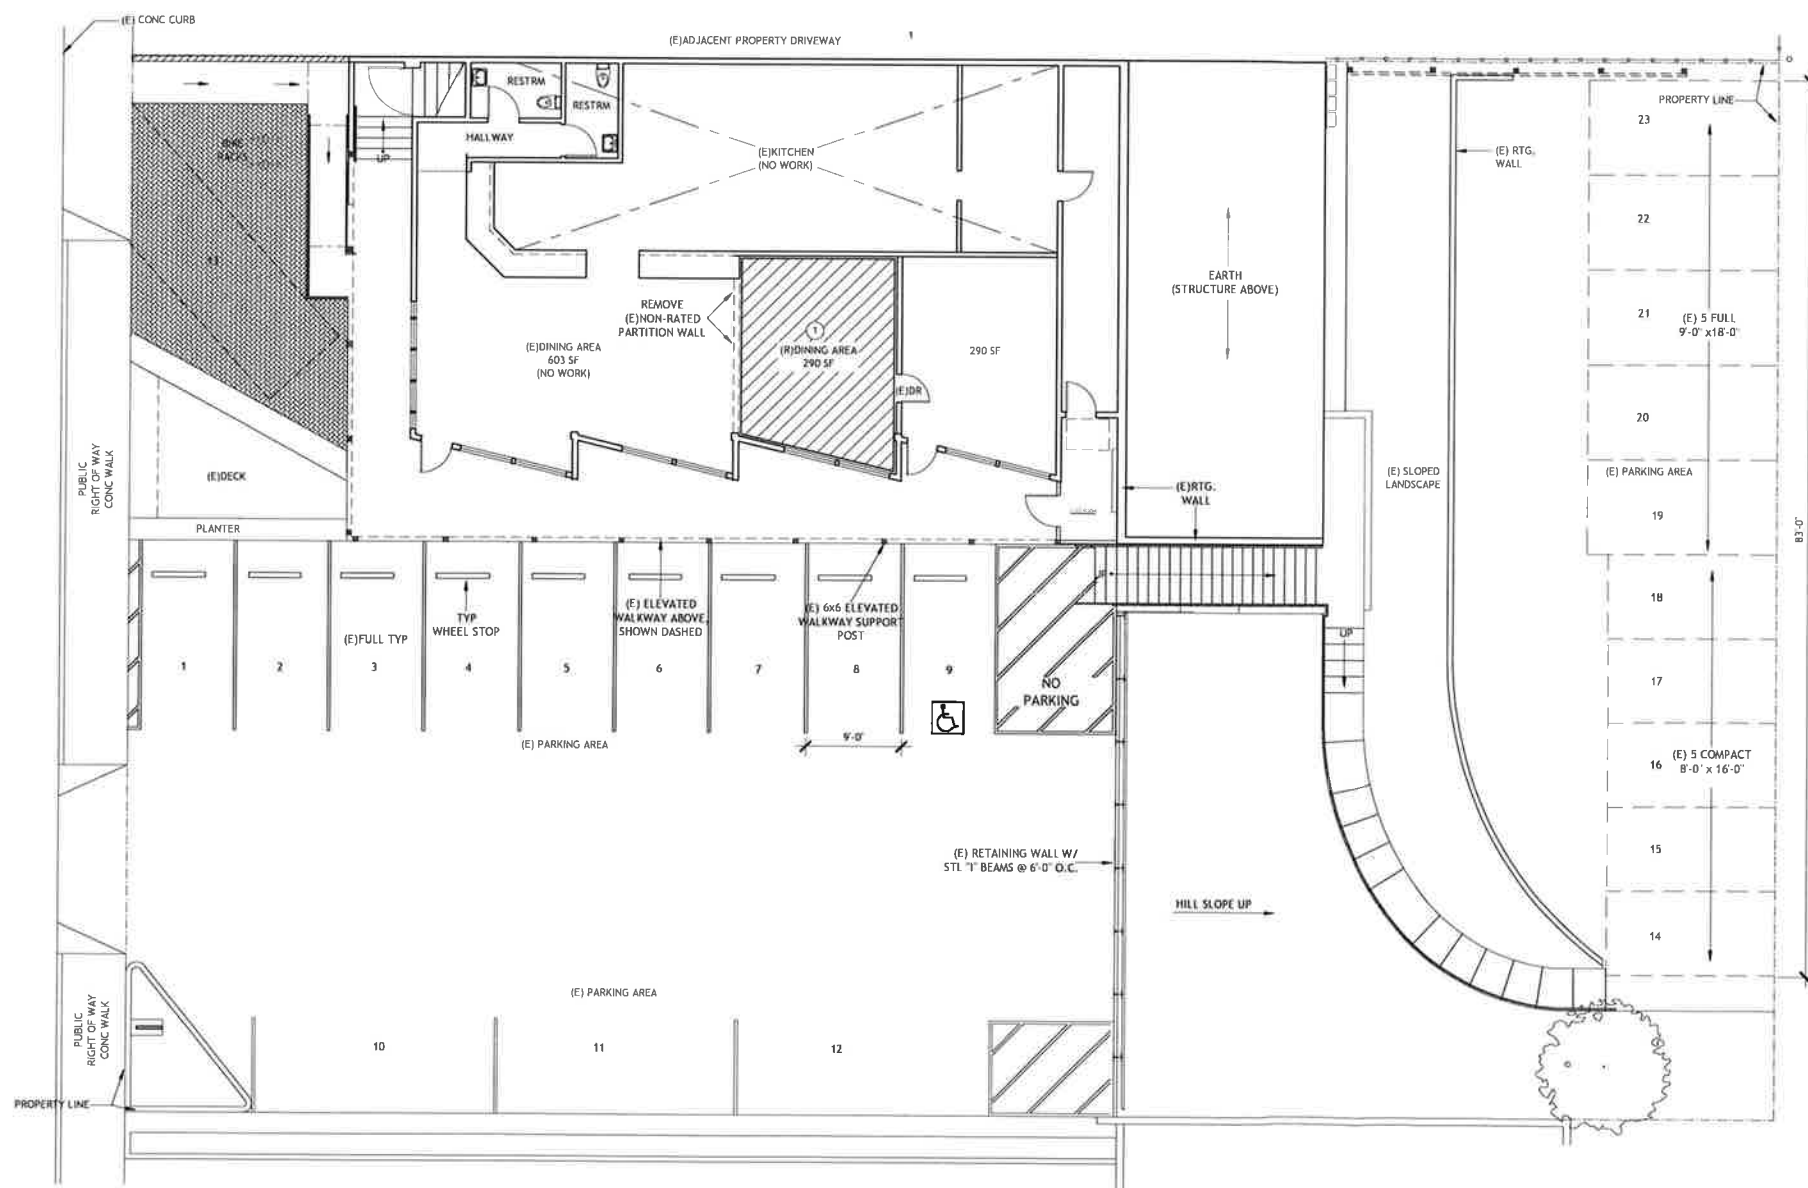 (E) CONC CURB
(E)ADJACENT PROPERTY DRIVEWAY
1
RESTRM
RESTRM
HALLWAY
UP
BIKE
RACKS
13
(E)KITCHEN
(NO WORK)
PROPERTY LINE
23
(E) RTG.
WALL
22
EARTH
(STRUCTURE ABOVE)
REMOVE
(E)NON-RATED
PARTITION WALL
1
(R)DINING AREA
290 SF
(E)DINING AREA
603 SF
(NO WORK)
290 SF
(E)DR
21
(E) 5 FULL
9'-0" x18'-0"
20
PUBLIC
RIGHT OF WAY
CONC WALK
(E)DECK
PLANTER
(E)RTG.
WALL
(E) SLOPED
LANDSCAPE
(E) PARKING AREA
19
83'-0"
18
TYP
WHEEL STOP
(E) ELEVATED
WALKWAY ABOVE,
SHOWN DASHED
(E) 6x6 ELEVATED
WALKWAY SUPPORT
POST
(E)FULL TYP
1
2
3
4
5
6
7
8
9
NO
PARKING
UP
17
9'-0"
(E) PARKING AREA
16
(E) 5 COMPACT
8'-0" x 16'-0"
15
(E) RETAINING WALL W/
STL "I" BEAMS @ 6'-0" O.C.
HILL SLOPE UP
14
(E) PARKING AREA
PUBLIC
RIGHT OF WAY
CONC WALK
10
11
12
PROPERTY LINE